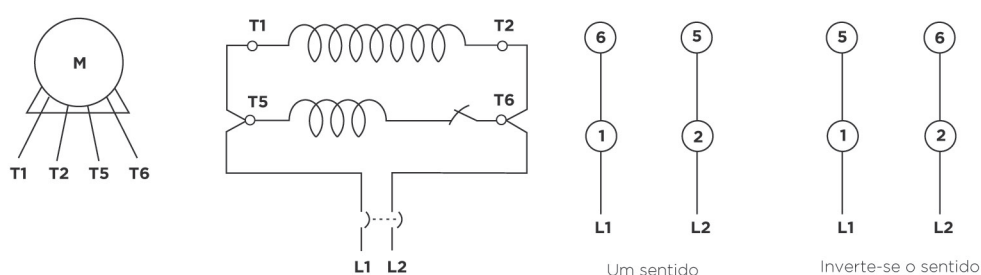 M
T1 T2 T5 T6
T1 T2
T5 T6
L1 L2
6 5
1 2
L1 L2
Um sentido
5 6
1 2
L1 L2
Inverte-se o sentido